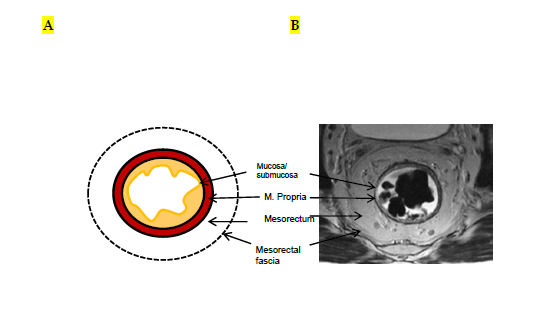 A
B
Mucosa/
submucosa
M. Propria
Mesorectum
Mesorectal
fascia